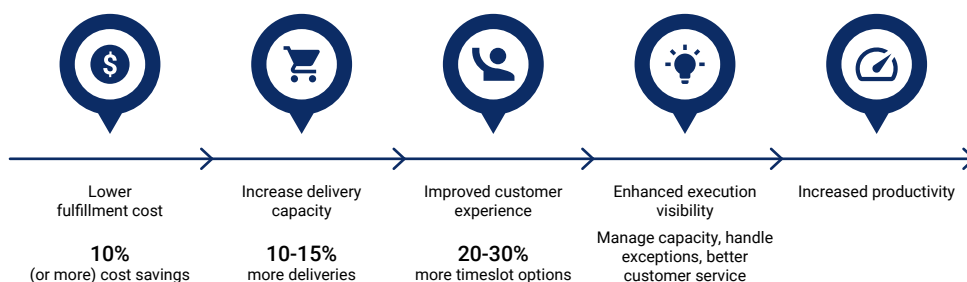 $
Lower
fulfillment cost
10%
(or more) cost savings
Increase delivery
capacity
10-15%
more deliveries
Improved customer
experience
20-30%
more timeslot options
Enhanced execution
visibility
Manage capacity, handle
exceptions, better
customer service
Increased productivity